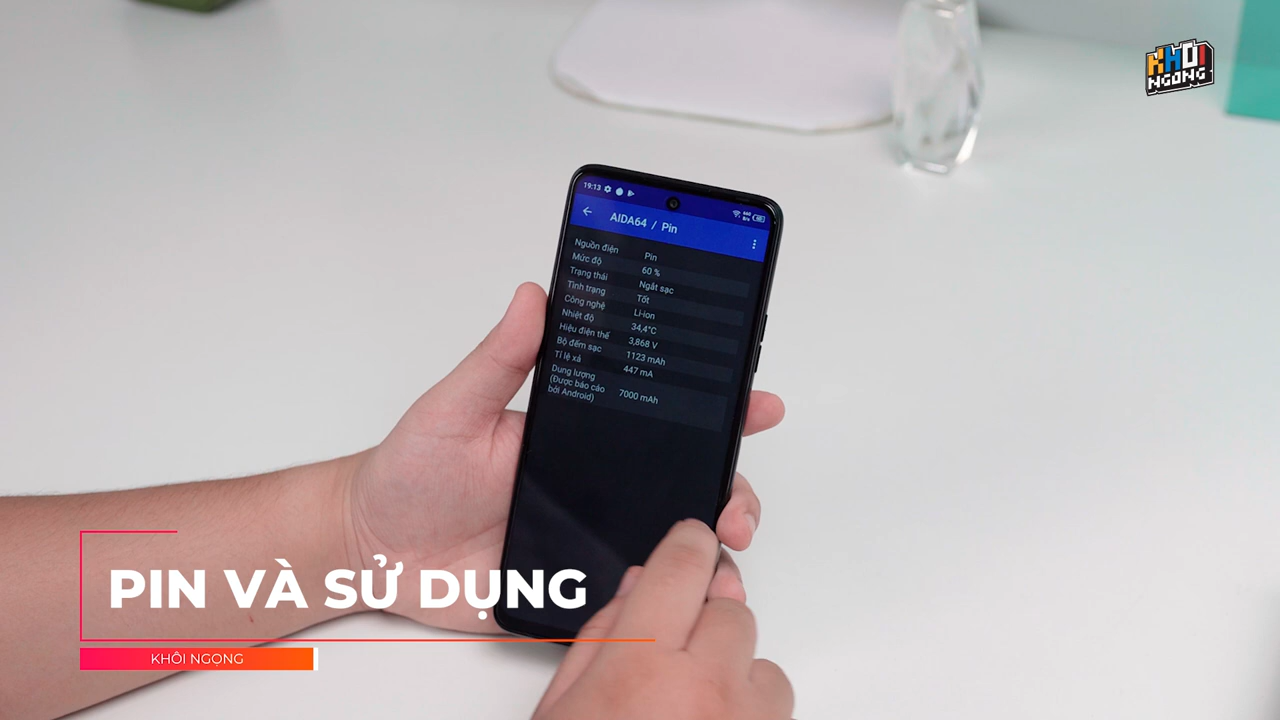 KHÔI
NGỌNG
19:13
AIDA64 / Pin
Nguồn điện Pin
Mức độ 60 %
Trạng thái Ngắt sạc
Tình trạng Tốt
Công nghệ Li-ion
Nhiệt độ 34,4°C
Hiệu điện thế 3,868 V
Bộ đếm sạc 1123 mAh
Tỉ lệ xả 447 mA
Dung lượng
(Được báo cáo 7000 mAh
bởi Android)
PIN VÀ SỬ DỤNG
KHÔI NGỌNG